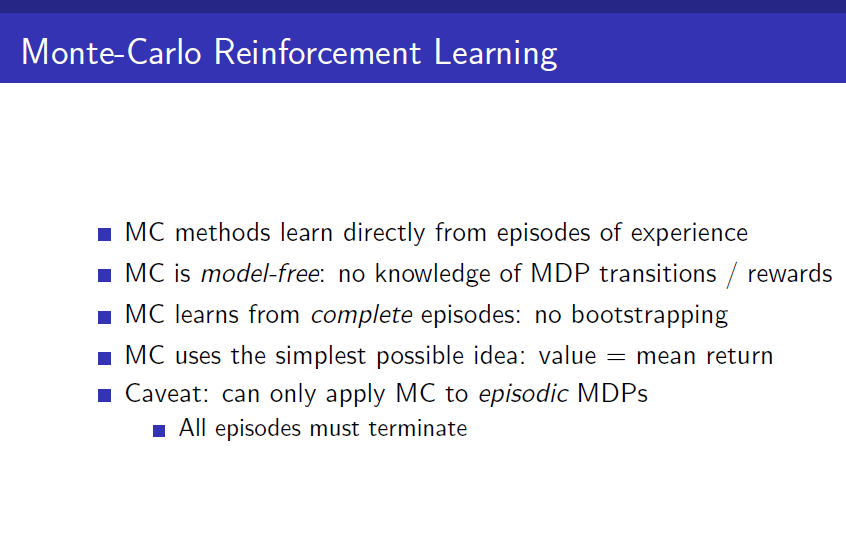 Monte-Carlo Reinforcement Learning
MC methods learn directly from episodes of experience
MC is model-free: no knowledge of MDP transitions / rewards
MC learns from complete episodes: no bootstrapping
MC uses the simplest possible idea: value = mean return
Caveat: can only apply MC to episodic MDPs
All episodes must terminate